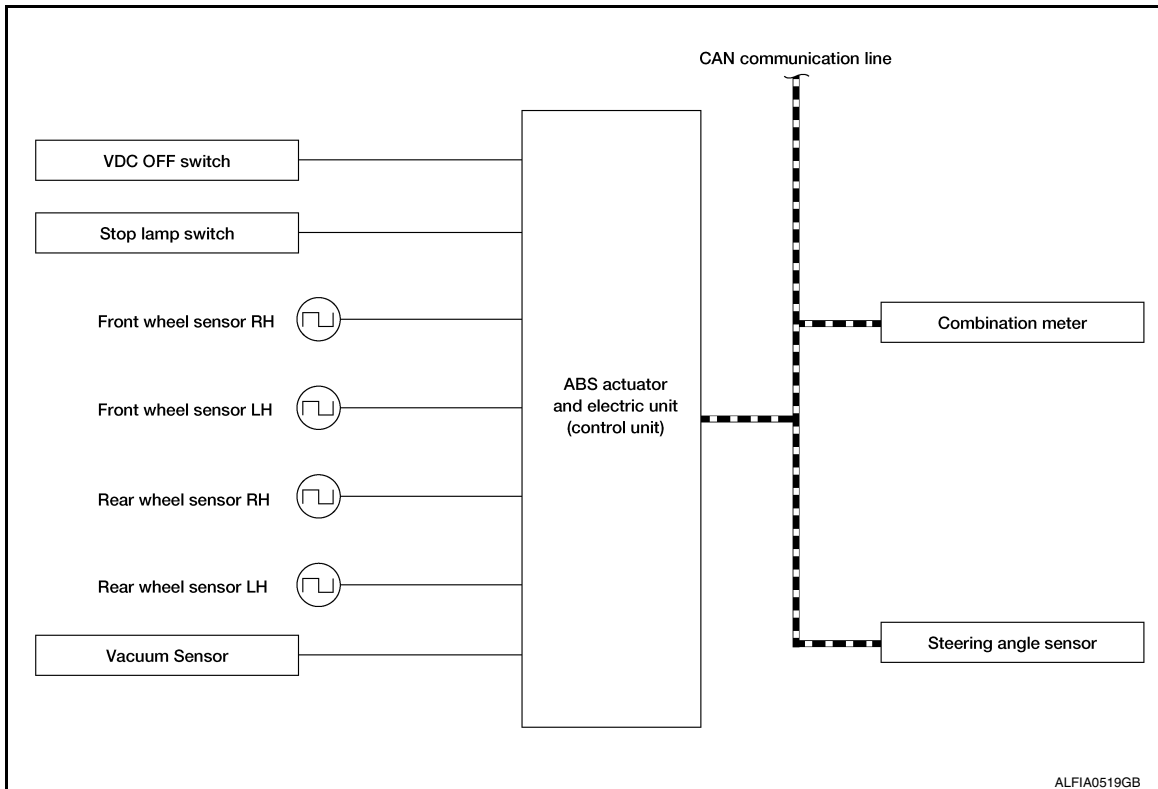 CAN communication line
VDC OFF switch
Stop lamp switch
Front wheel sensor RH
Front wheel sensor LH
Rear wheel sensor RH
Rear wheel sensor LH
Vacuum Sensor
ABS actuator
and electric unit
(control unit)
Combination meter
Steering angle sensor
ALFIA0519GB